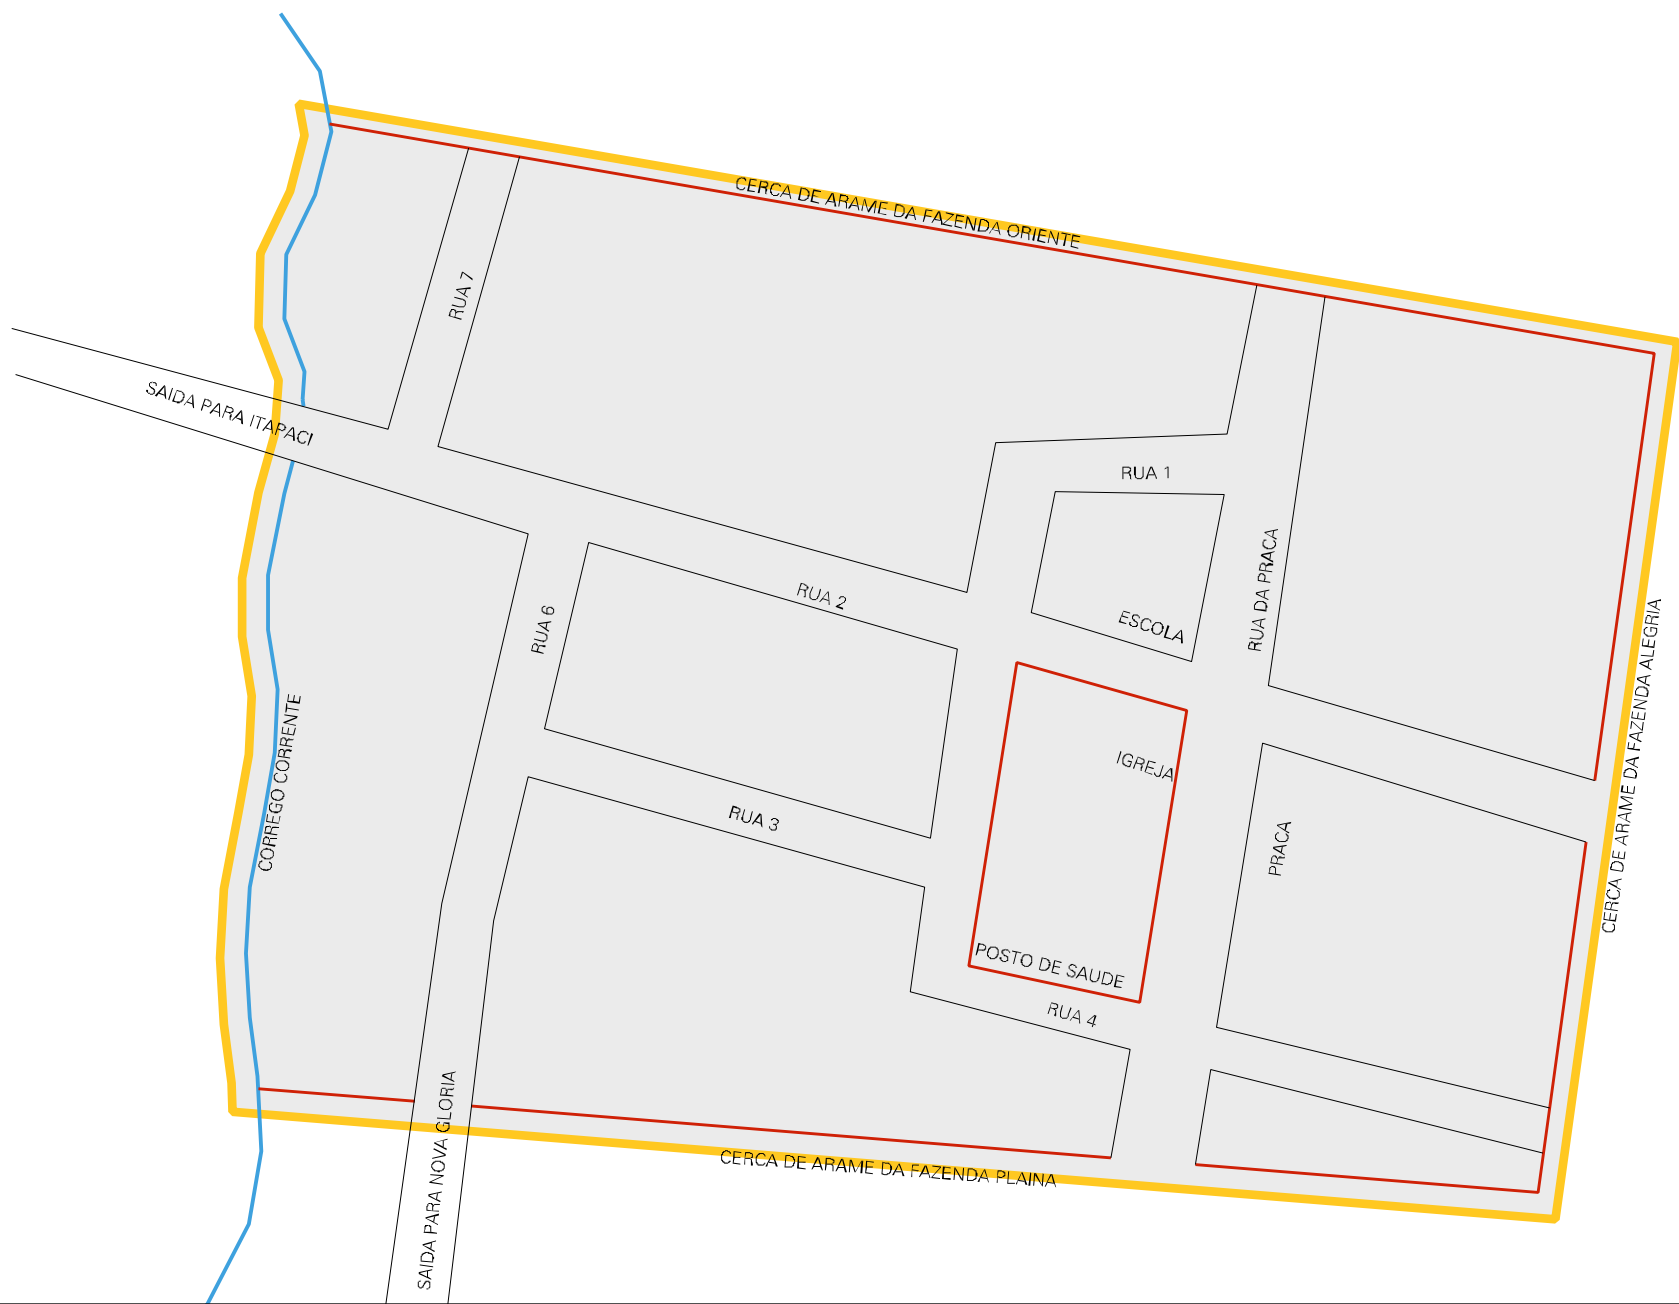 CERCA DE ARAME DA FAZENDA ORIENTE
RUA 7
SAIDA PARA ITAPACI
RUA 1
RUA DA PRACA
RUA 2
RUA 6
ESCOLA
CERCA DE ARAME DA FAZENDA ALEGRIA
CORREGO CORRENTE
IGREJA
RUA 3
PRACA
POSTO DE SAUDE
RUA 4
SAIDA PARA NOVA GLORIA
CERCA DE ARAME DA FAZENDA PLAINA